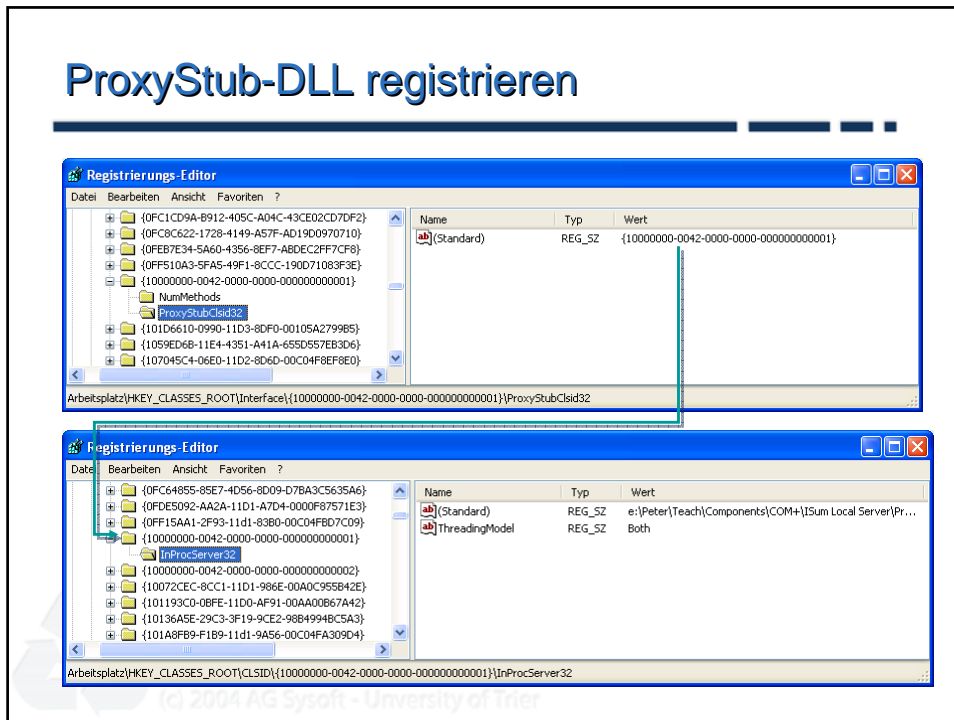 ProxyStub-DLL registrieren
Registrierungs-Editor
Datei Bearbeiten Ansicht Favoriten ?
{0FC1CD9A-B912-405C-A04C-43CE02CD7DF2}
{0FC8C622-1728-4149-A57F-AD19D0970710}
{0FEB7E34-5A60-4356-8EF7-ABDEC2FF7CF8}
{0FF510A3-5FA5-49F1-8CCC-190D71083F3E}
{10000000-0042-0000-0000-000000000001}
NumMethods
ProxyStubClsid32
{101D6610-0990-11D3-8DF0-00105A2799B5}
{1059ED6B-11E4-4351-A41A-655D557EB3D6}
{107045C4-06E0-11D2-8D6D-00C04F8EF8E0}
Name Typ Wert
(Standard) REG_SZ {10000000-0042-0000-0000-000000000001}
Arbeitsplatz\HKEY_CLASSES_ROOT\Interface\{10000000-0042-0000-0000-000000000001}\ProxyStubClsid32
Registrierungs-Editor
Datei Bearbeiten Ansicht Favoriten ?
{0FC64855-85E7-4D56-8D09-D7BA3C5635A6}
{0FDE5092-AA2A-11D1-A7D4-0000F87571E3}
{0FF15AA1-2F93-11d1-83B0-00C04FBD7C09}
{10000000-0042-0000-0000-000000000001}
InProcServer32
{10000000-0042-0000-0000-000000000002}
{10072CEC-8CC1-11D1-986E-00A0C955B42E}
{101193C0-0BFE-11D0-AF91-00AA00B67A42}
{10136A5E-29C3-3F19-9CE2-98B4994BC5A3}
{101A8FB9-F1B9-11d1-9A56-00C04FA309D4}
Name Typ Wert
(Standard) REG_SZ e:\Peter\Teach\Components\COM+\ISum Local Server\Pr...
ThreadingModel REG_SZ Both
Arbeitsplatz\HKEY_CLASSES_ROOT\CLSID\{10000000-0042-0000-0000-000000000001}\InProcServer32
(c) 2004 AG Sysoft - Unversity of Trier